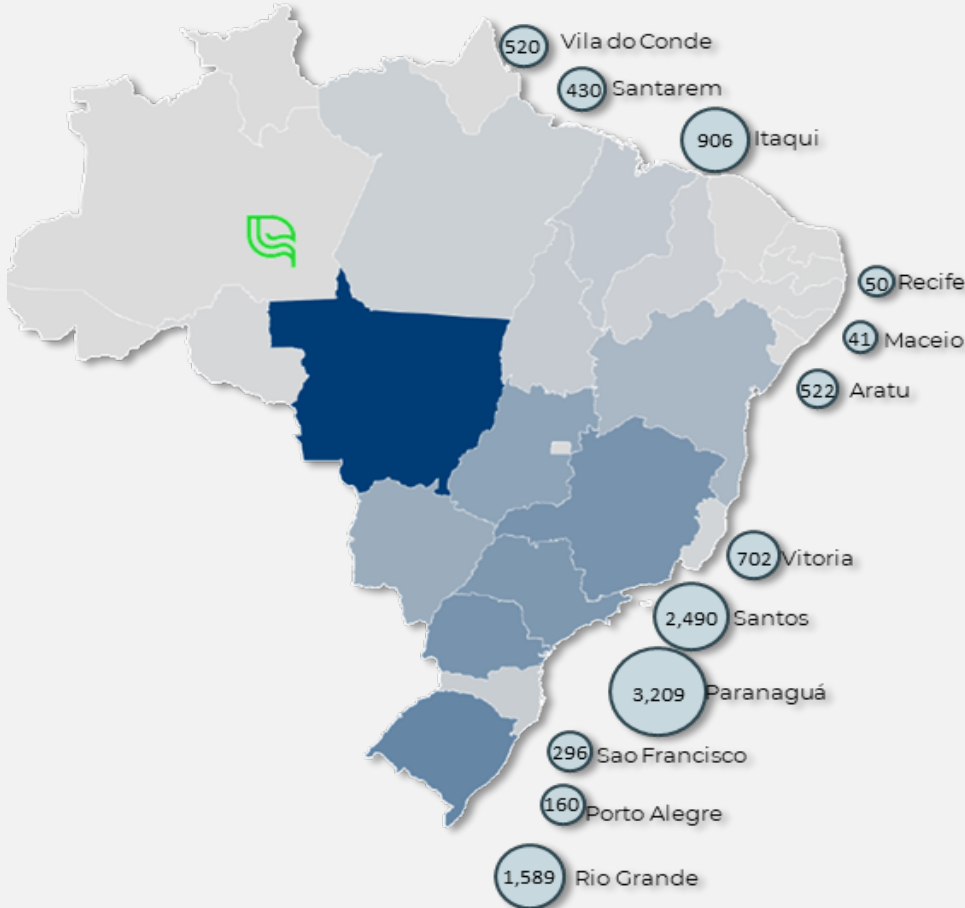 520 Vila do Conde
430 Santarem
906 Itaqui
50 Recife
41 Maceio
522 Aratu
702 Vitoria
2,490 Santos
3,209 Paranaguá
296 Sao Francisco
160 Porto Alegre
1,589 Rio Grande